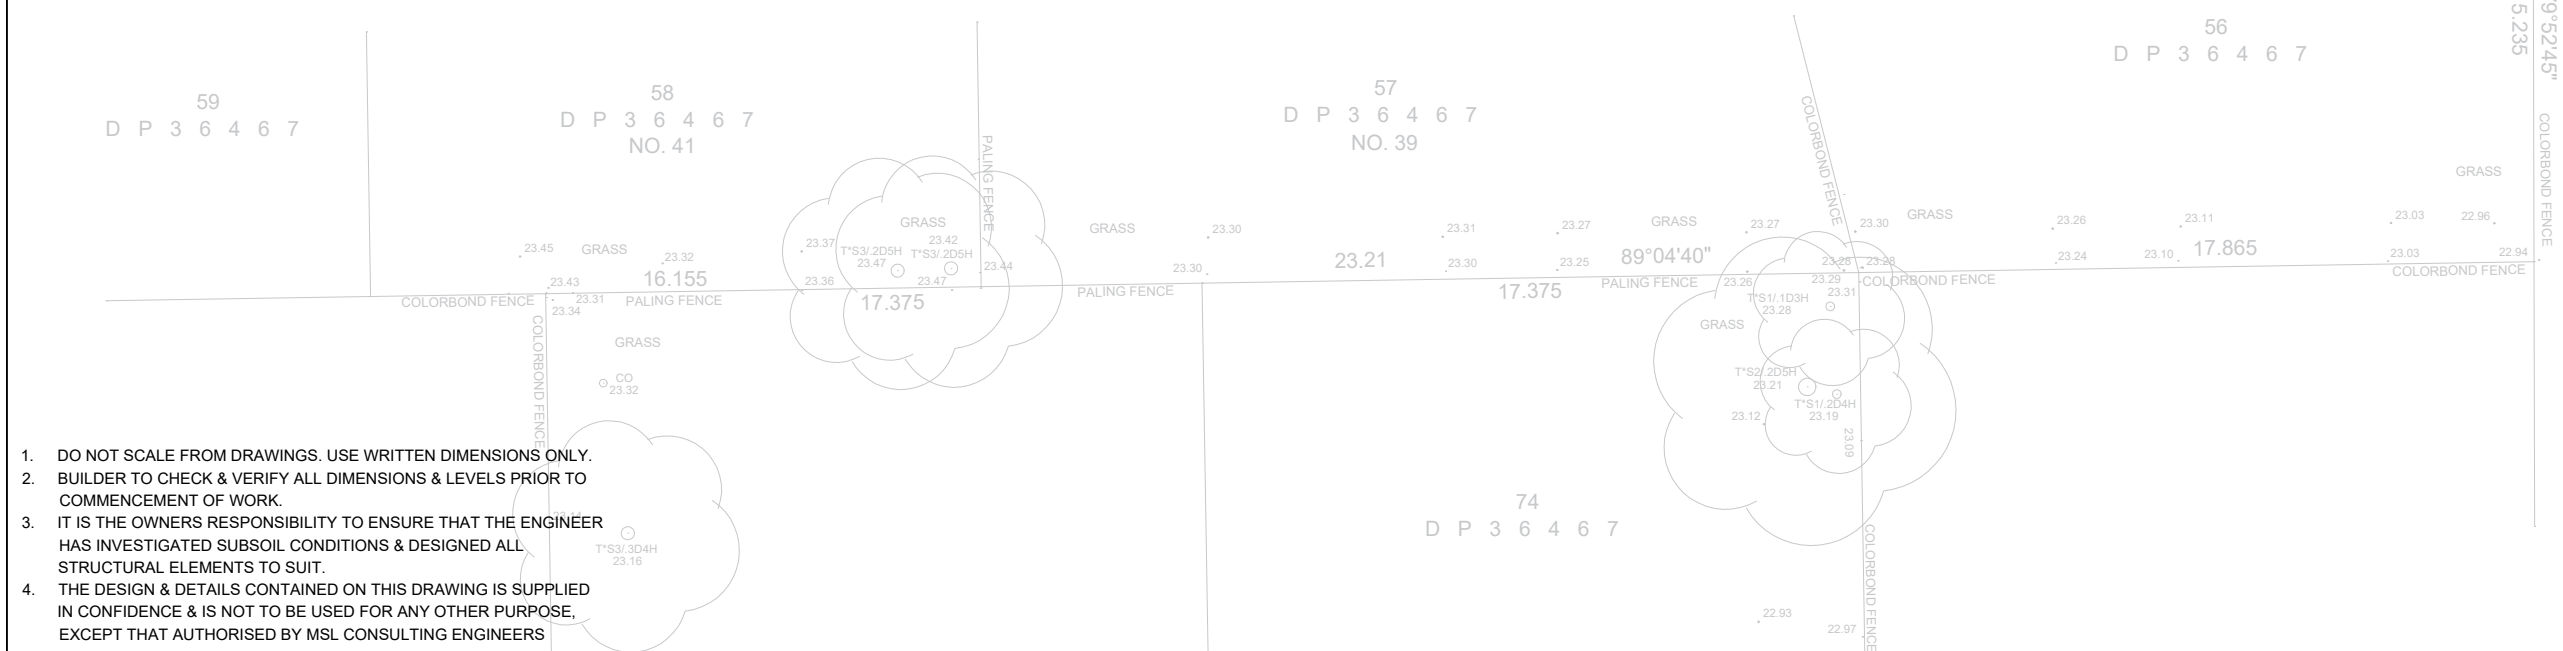 59
D P 3 6 4 6 7
58
D P 3 6 4 6 7
NO. 41
57
D P 3 6 4 6 7
NO. 39
56
D P 3 6 4 6 7
9°52'45"
5.235
COLORBOND FENCE
PALING FENCE
COLORBOND FENCE
GRASS
23.45
GRASS
23.32
23.37
GRASS
23.42
T*S3/.2D5H
23.47
T*S3/.2D5H
23.44
GRASS
23.30
23.31
23.27
GRASS
23.27
23.30
GRASS
23.26
23.11
23.03
22.96
23.43
16.155
23.36
23.47
23.30
23.21
23.30
23.25
89°04'40"
23.28
23.28
23.24
23.10
17.865
23.03
22.94
COLORBOND FENCE
23.31
23.34
PALING FENCE
17.375
PALING FENCE
17.375
PALING FENCE
23.26
23.29
23.31
COLORBOND FENCE
COLORBOND FENCE
T*S1/.1D3H
23.28
GRASS
COLORBOND FENCE
GRASS
CO
23.32
T*S2/.2D5H
23.21
T*S1/.2D4H
23.19
23.12
23.09
1. DO NOT SCALE FROM DRAWINGS. USE WRITTEN DIMENSIONS ONLY.
2. BUILDER TO CHECK & VERIFY ALL DIMENSIONS & LEVELS PRIOR TO
COMMENCEMENT OF WORK.
3. IT IS THE OWNERS RESPONSIBILITY TO ENSURE THAT THE ENGINEER
HAS INVESTIGATED SUBSOIL CONDITIONS & DESIGNED ALL
STRUCTURAL ELEMENTS TO SUIT.
4. THE DESIGN & DETAILS CONTAINED ON THIS DRAWING IS SUPPLIED
IN CONFIDENCE & IS NOT TO BE USED FOR ANY OTHER PURPOSE,
EXCEPT THAT AUTHORISED BY MSL CONSULTING ENGINEERS
T*S3/.3D4H
23.16
74
D P 3 6 4 6 7
COLORBOND FENCE
22.93
22.97